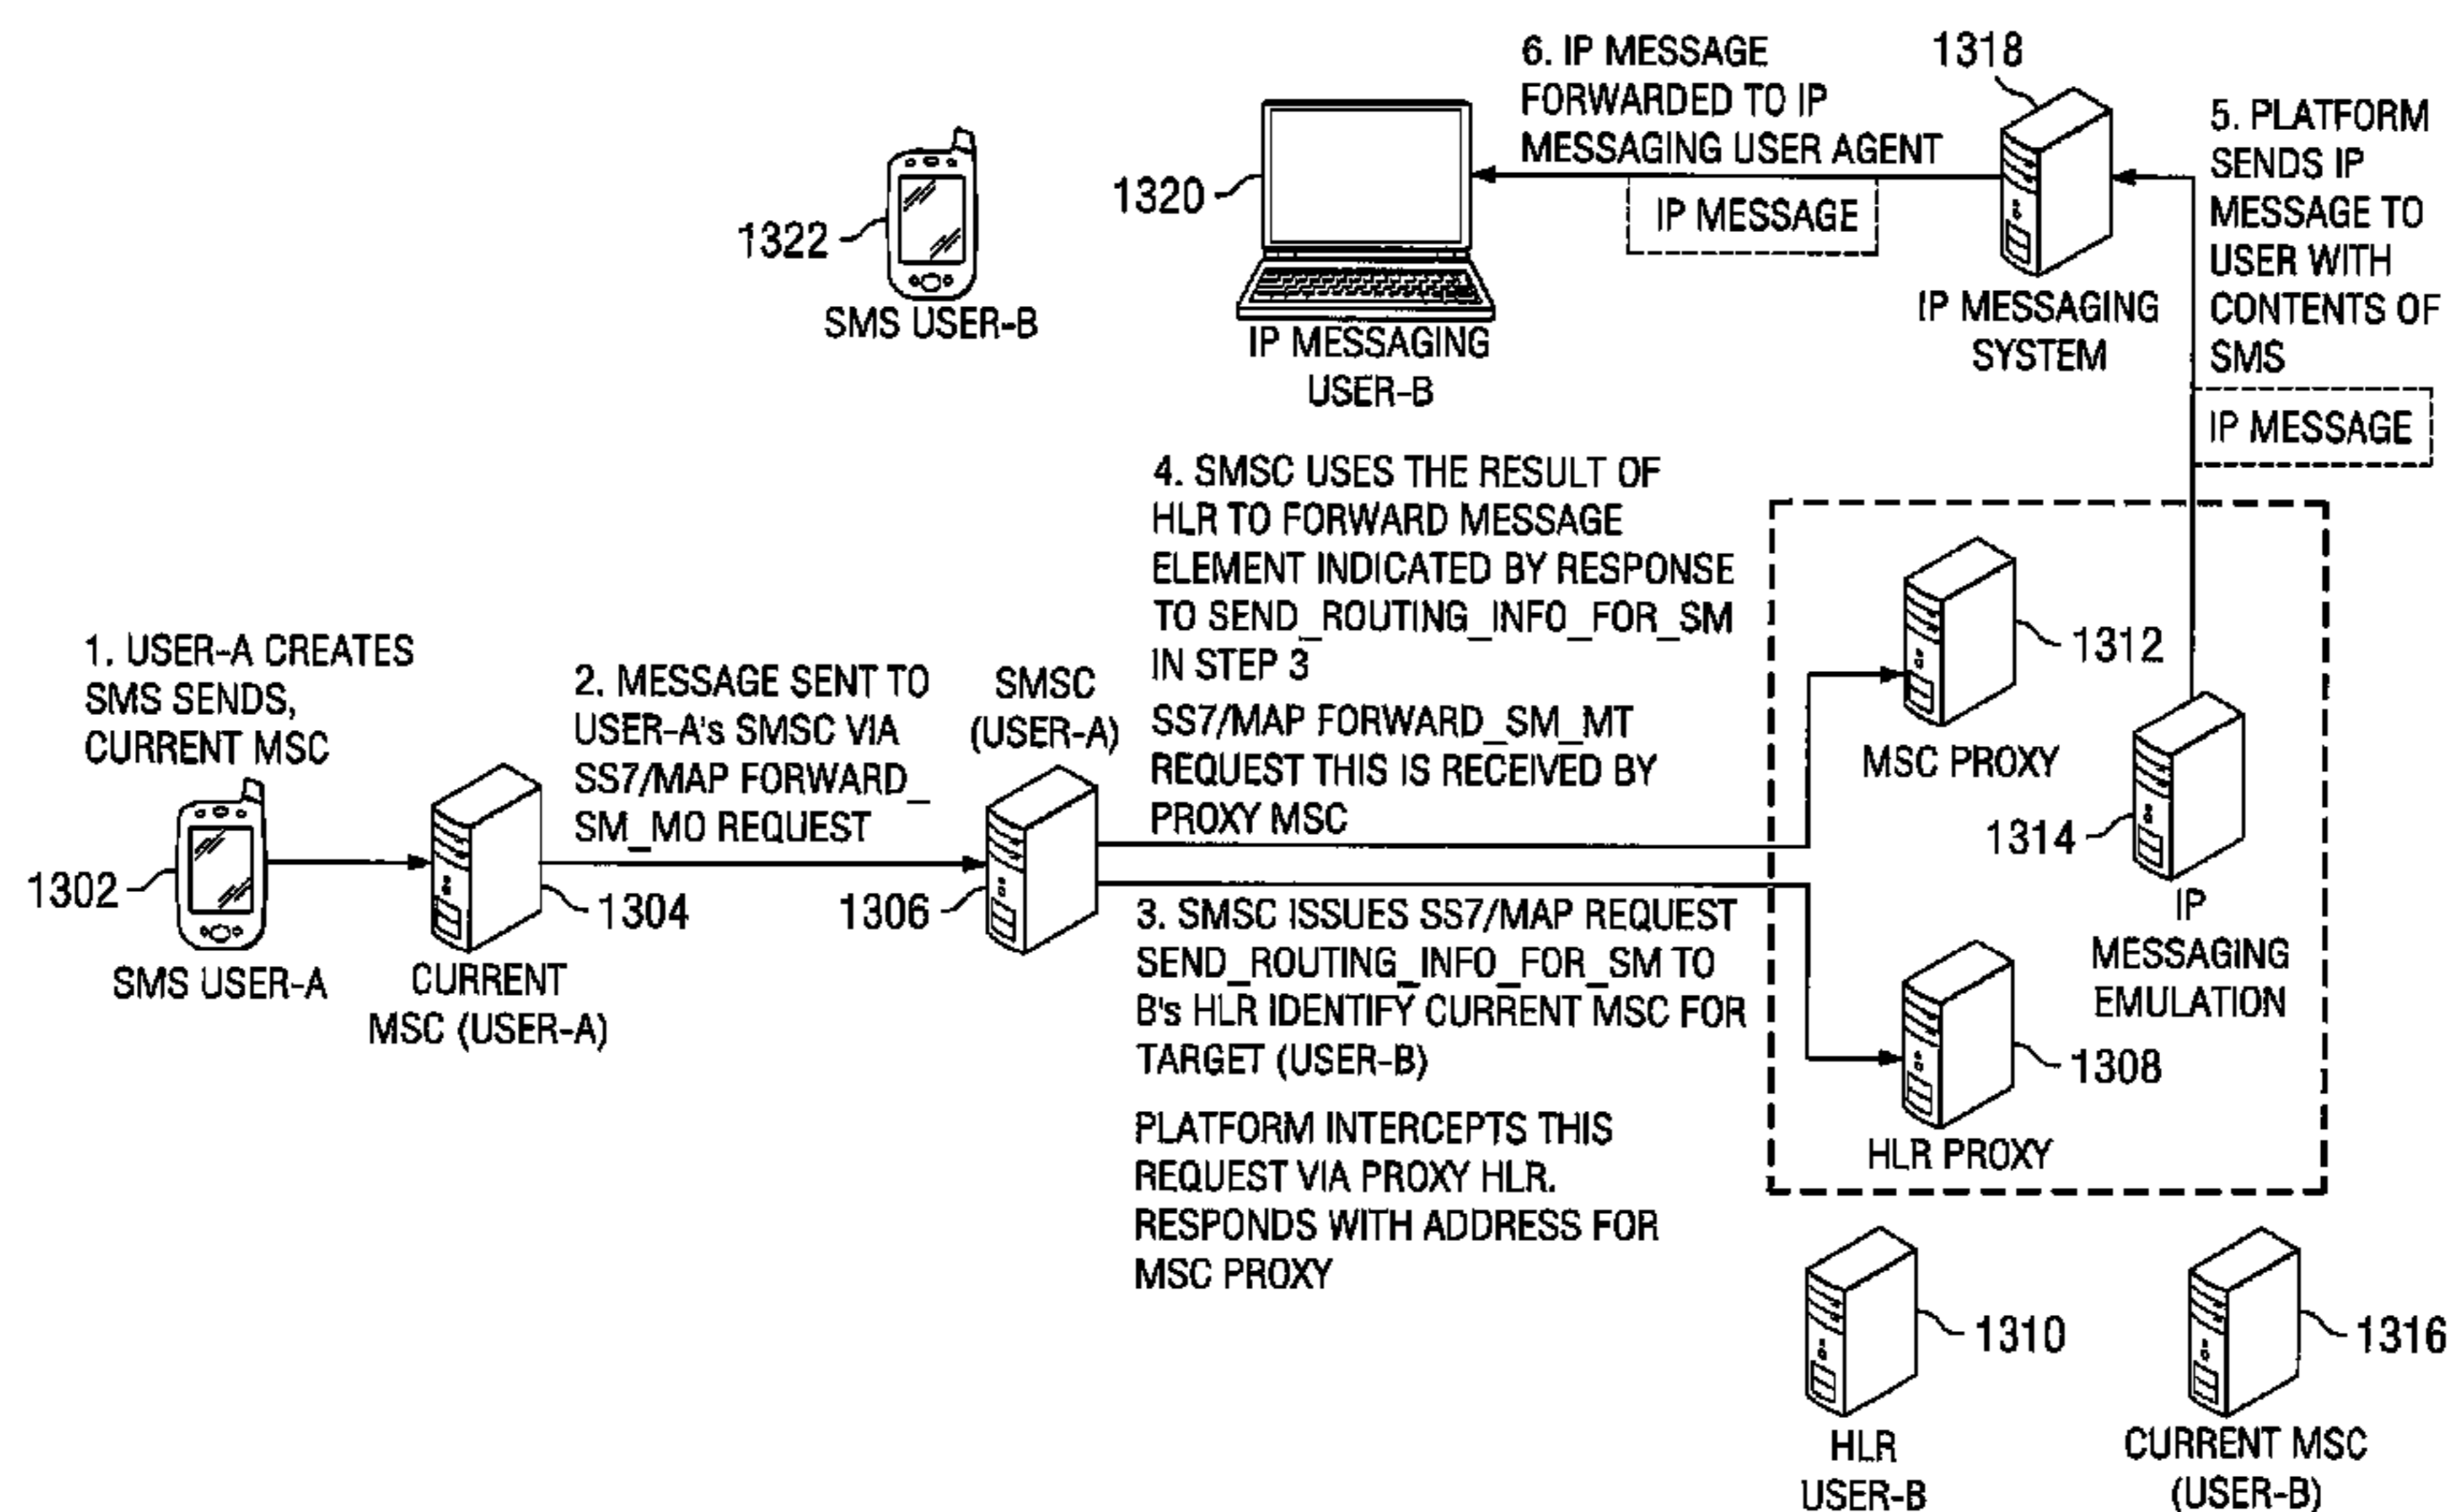 6. IP MESSAGE
FORWARDED TO IP
MESSAGING USER AGENT
1318
5. PLATFORM
SENDS IP
MESSAGE TO
USER WITH
CONTENTS OF
SMS
1320
IP MESSAGE
1322
SMS USER-B
IP MESSAGING
USER-B
IP MESSAGING
SYSTEM
IP MESSAGE
4. SMSC USES THE RESULT OF
HLR TO FORWARD MESSAGE
ELEMENT INDICATED BY RESPONSE
TO SEND_ROUTING_INFO_FOR_SM
IN STEP 3
SS7/MAP FORWARD_SM_MT
REQUEST THIS IS RECEIVED BY
PROXY MSC
1312
MSC PROXY
1. USER-A CREATES
SMS SENDS,
CURRENT MSC
2. MESSAGE SENT TO
USER-A's SMSC VIA
SS7/MAP FORWARD_
SM_MO REQUEST
SMSC
(USER-A)
1314
IP
MESSAGING
EMULATION
1302
SMS USER-A
1304
CURRENT
MSC (USER-A)
1306
3. SMSC ISSUES SS7/MAP REQUEST
SEND_ROUTING_INFO_FOR_SM TO
B's HLR IDENTIFY CURRENT MSC FOR
TARGET (USER-B)
PLATFORM INTERCEPTS THIS
REQUEST VIA PROXY HLR.
RESPONDS WITH ADDRESS FOR
MSC PROXY
1308
HLR PROXY
1310
HLR
USER-B
1316
CURRENT MSC
(USER-B)